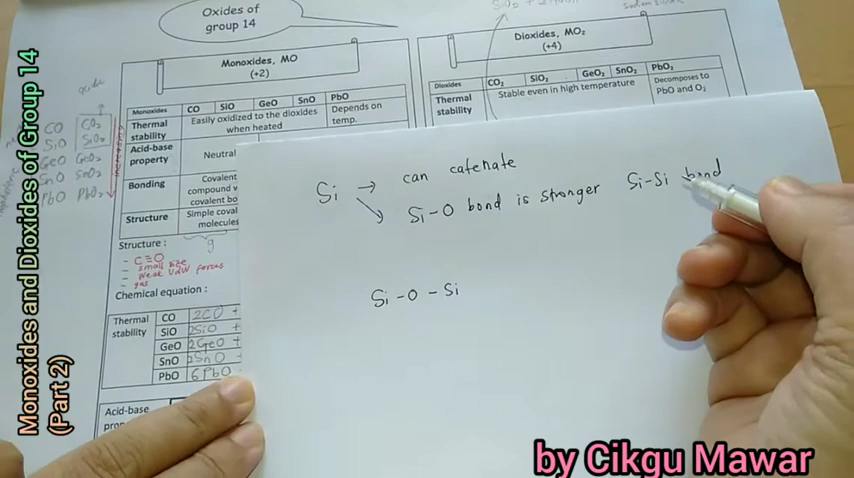 Oxides of
group 14
Monoxides, MO
(+2)
Dioxides, MO₂
(+4)
Monoxides CO SiO GeO SnO PbO
Thermal stability Easily oxidized to the dioxides when heated Depends on temp.
Acid-base property Neutral
Bonding Covalent compound covalent
Structure Simple molecules
Dioxides CO₂ SiO₂ GeO₂ SnO₂ PbO₂
Thermal stability Stable even in high temperature Decomposes to PbO and O₂
CO CO₂
SiO SiO₂
GeO GeO₂
SnO SnO₂
PbO PbO₂
Structure :
- C≡O
- small size
- weak VdW forces
- gas
Chemical equation :
Thermal stability CO 2CO +
SiO 2SiO +
GeO 2GeO +
SnO 2SnO +
PbO 6PbO
Acid-base
Si → can catenate
Si-O bond is stronger Si-Si bond
Si-O-Si
Monoxides and Dioxides of Group 14
(Part 2)
by Cikgu Mawar